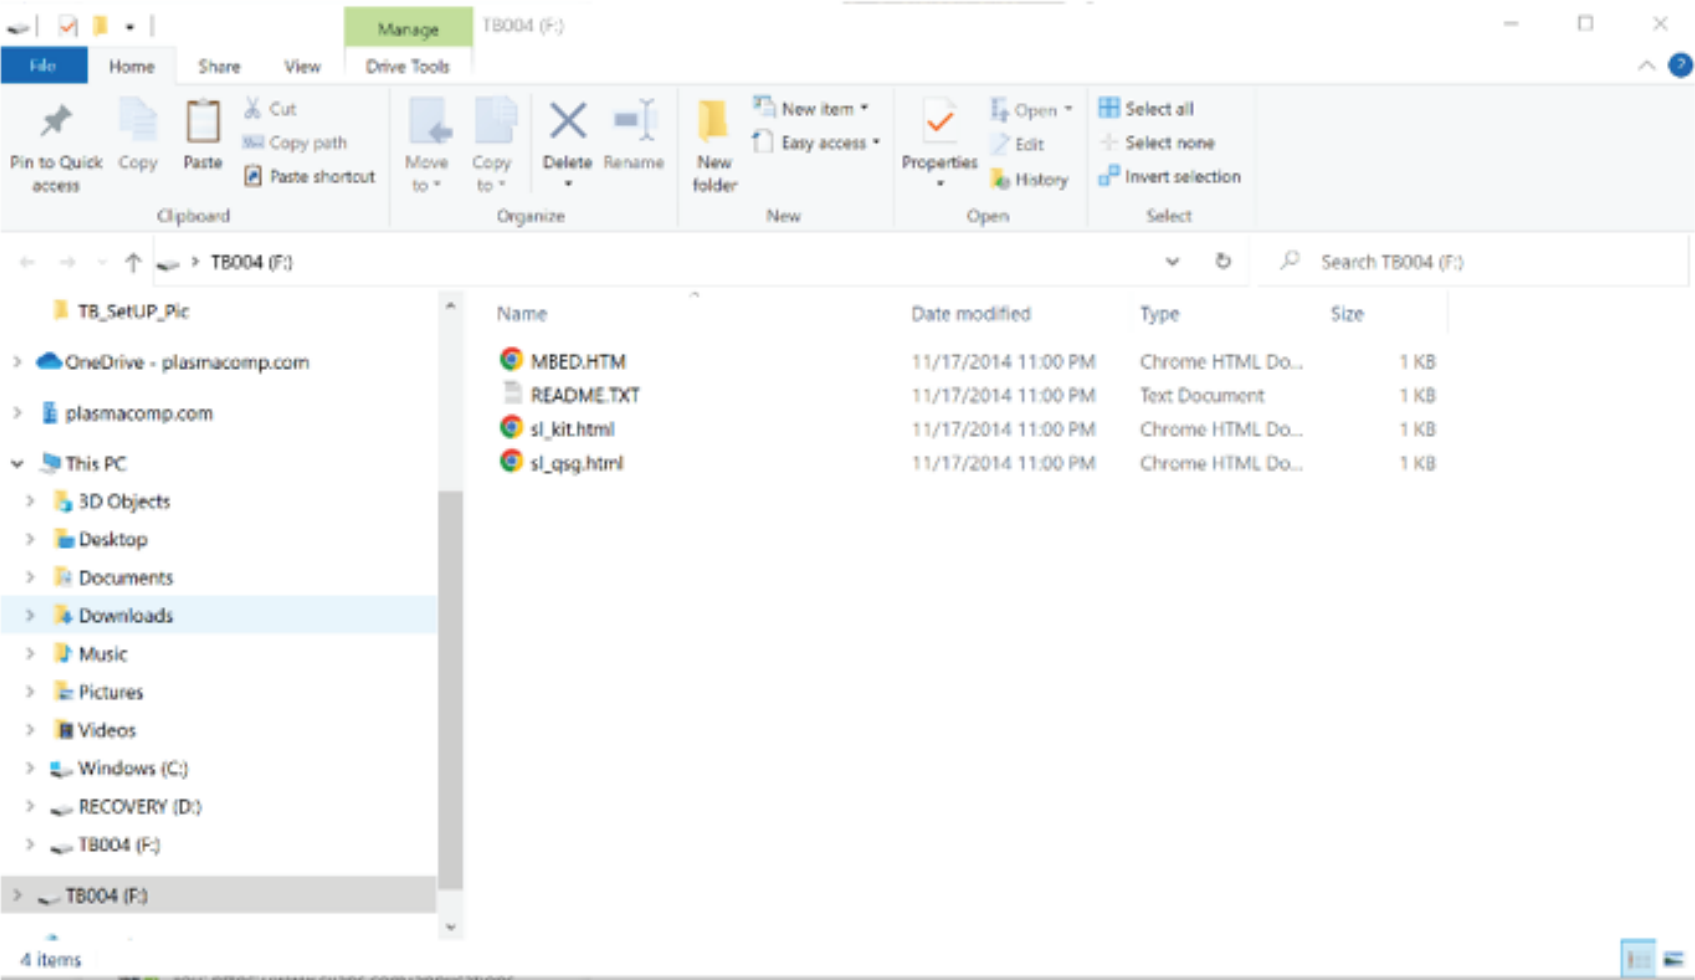 Manage TB004 (F:)
File Home Share View Drive Tools
Pin to Quick access
Copy
Paste
Cut
Copy path
Paste shortcut
Clipboard
Move to
Copy to
Delete
Rename
Organize
New folder
New item
Easy access
New
Properties
Open
Edit
History
Open
Select all
Select none
Invert selection
Select
TB004 (F:)
Search TB004 (F:)
TB_SetUP_Pic
OneDrive - plasmacomp.com
plasmacomp.com
This PC
3D Objects
Desktop
Documents
Downloads
Music
Pictures
Videos
Windows (C:)
RECOVERY (D:)
TB004 (F:)
TB004 (F:)
Name Date modified Type Size
MBED.HTM 11/17/2014 11:00 PM Chrome HTML Do... 1 KB
README.TXT 11/17/2014 11:00 PM Text Document 1 KB
sl_kit.html 11/17/2014 11:00 PM Chrome HTML Do... 1 KB
sl_qsg.html 11/17/2014 11:00 PM Chrome HTML Do... 1 KB
4 items